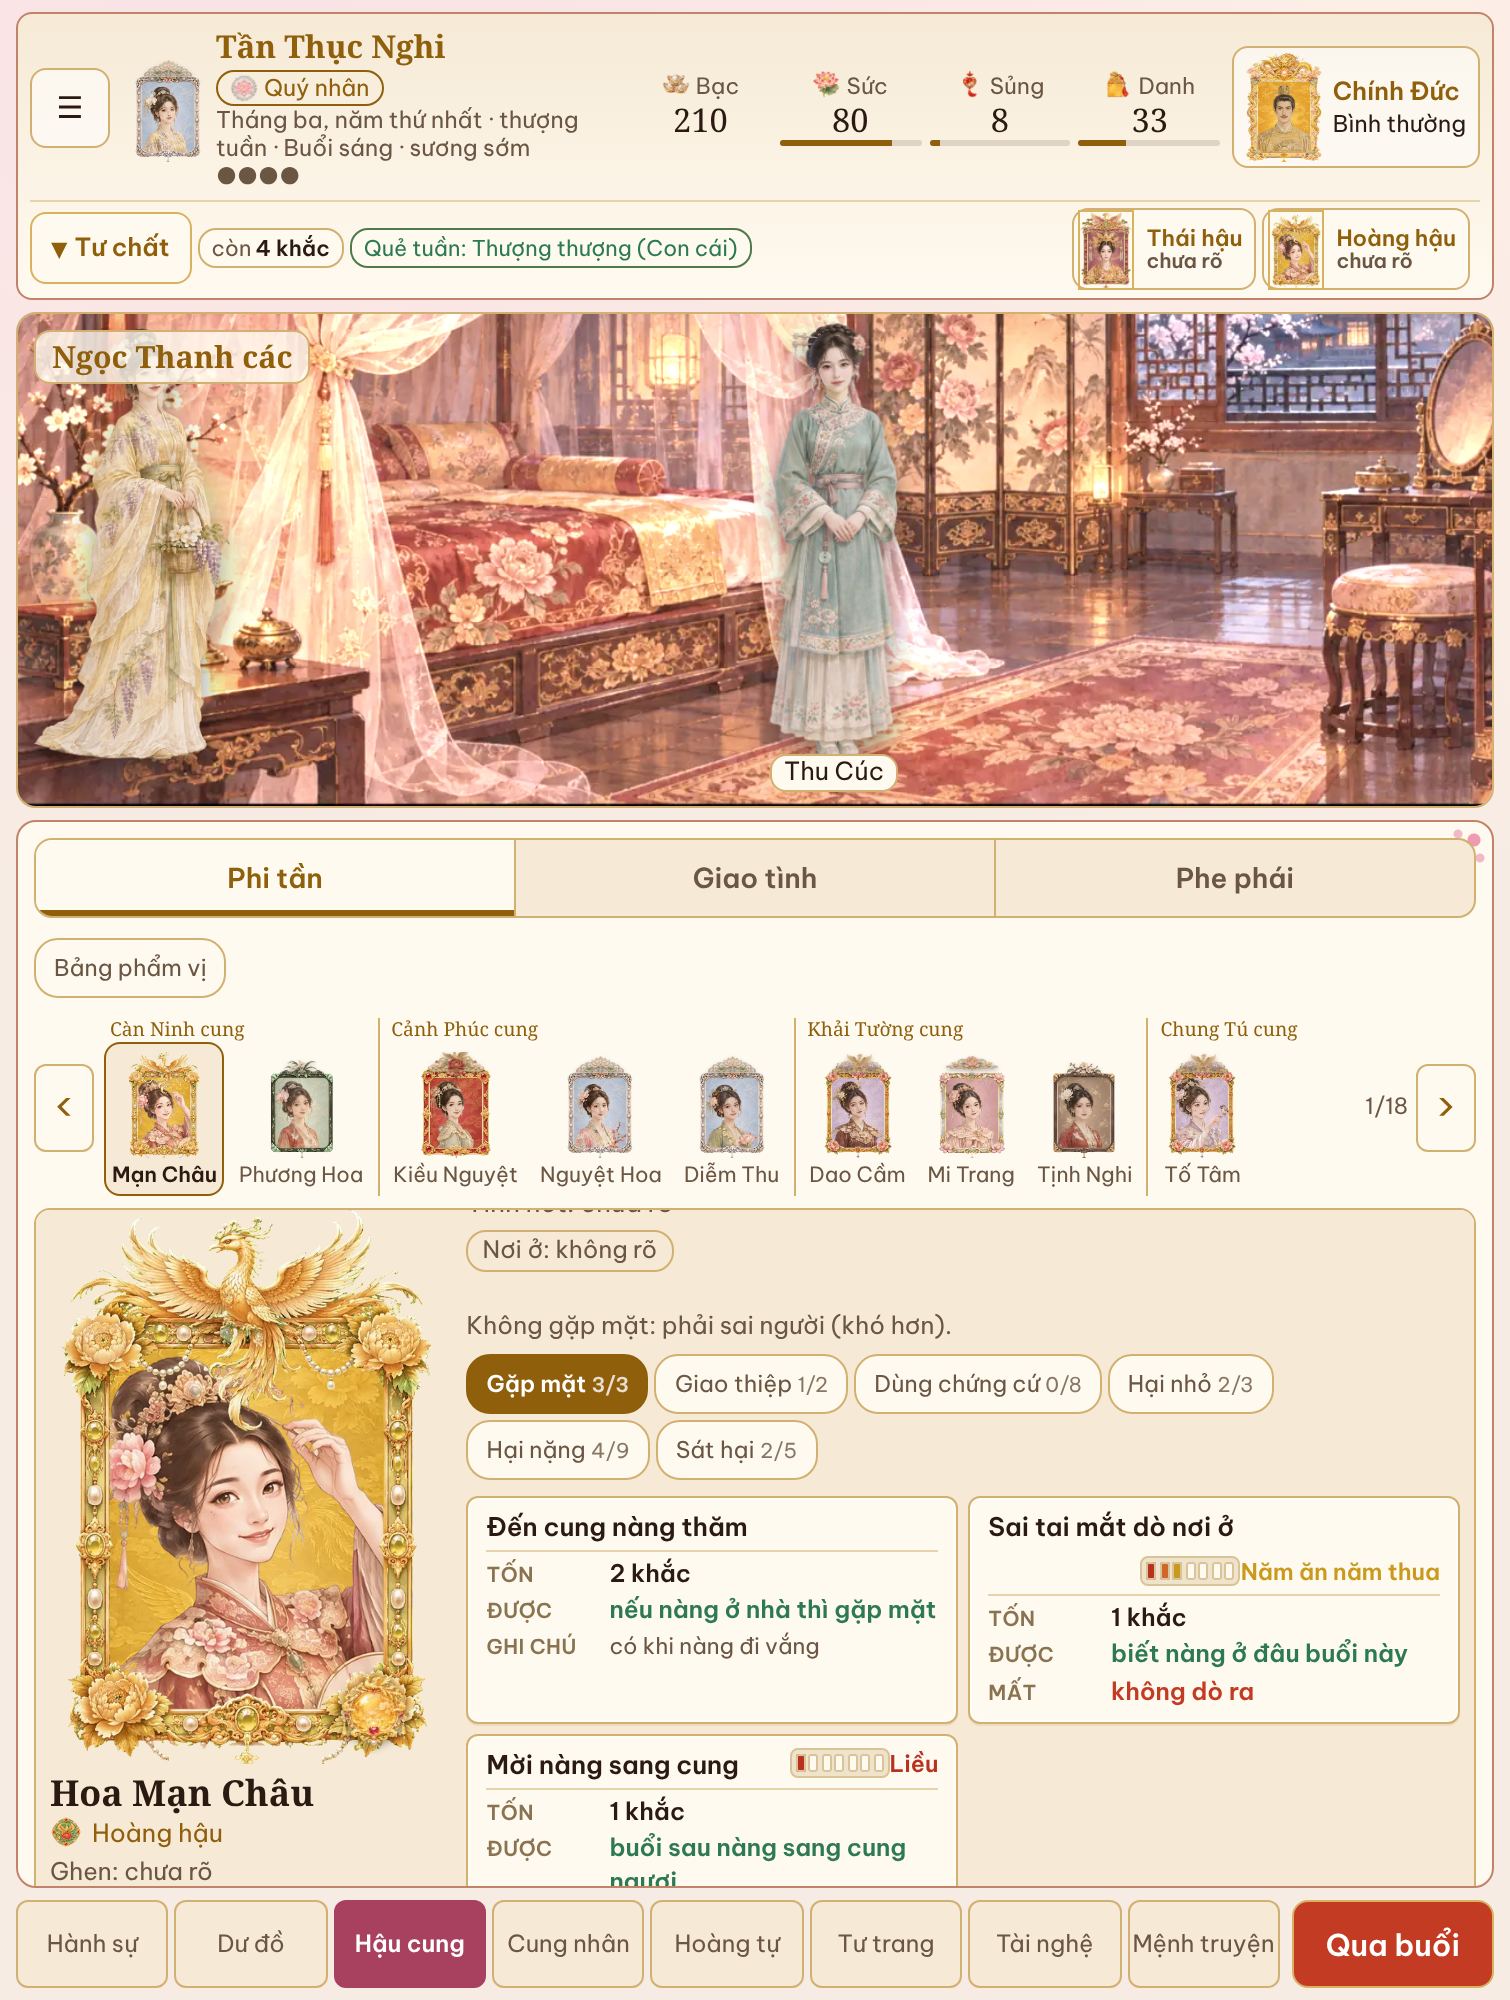 ☰
Tần Thục Nghi
Quý nhân
Tháng ba, năm thứ nhất · thượng
tuần · Buổi sáng · sương sớm
Bạc
210
Sức
80
Sủng
8
Danh
33
Chính Đức
Bình thường
▼ Tư chất
còn 4 khắc
Quẻ tuần: Thượng thượng (Con cái)
Thái hậu
chưa rõ
Hoàng hậu
chưa rõ
Ngọc Thanh các
Thu Cúc
Phi tần
Giao tình
Phe phái
Bảng phẩm vị
Càn Ninh cung
Cảnh Phúc cung
Khải Tường cung
Chung Tú cung
‹
Mạn Châu
Phương Hoa
Kiều Nguyệt
Nguyệt Hoa
Diễm Thu
Dao Cầm
Mi Trang
Tịnh Nghi
Tố Tâm
1/18
›
Nơi ở: không rõ
Không gặp mặt: phải sai người (khó hơn).
Gặp mặt 3/3
Giao thiệp 1/2
Dùng chứng cứ 0/8
Hại nhỏ 2/3
Hại nặng 4/9
Sát hại 2/5
Đến cung nàng thăm
TỐN 2 khắc
ĐƯỢC nếu nàng ở nhà thì gặp mặt
GHI CHÚ có khi nàng đi vắng
Sai tai mắt dò nơi ở
Năm ăn năm thua
TỐN 1 khắc
ĐƯỢC biết nàng ở đâu buổi này
MẤT không dò ra
Mời nàng sang cung
Liều
TỐN 1 khắc
ĐƯỢC buổi sau nàng sang cung
ngươi
Hoa Mạn Châu
Hoàng hậu
Ghen: chưa rõ
Hành sự
Dư đồ
Hậu cung
Cung nhân
Hoàng tự
Tư trang
Tài nghệ
Mệnh truyện
Qua buổi